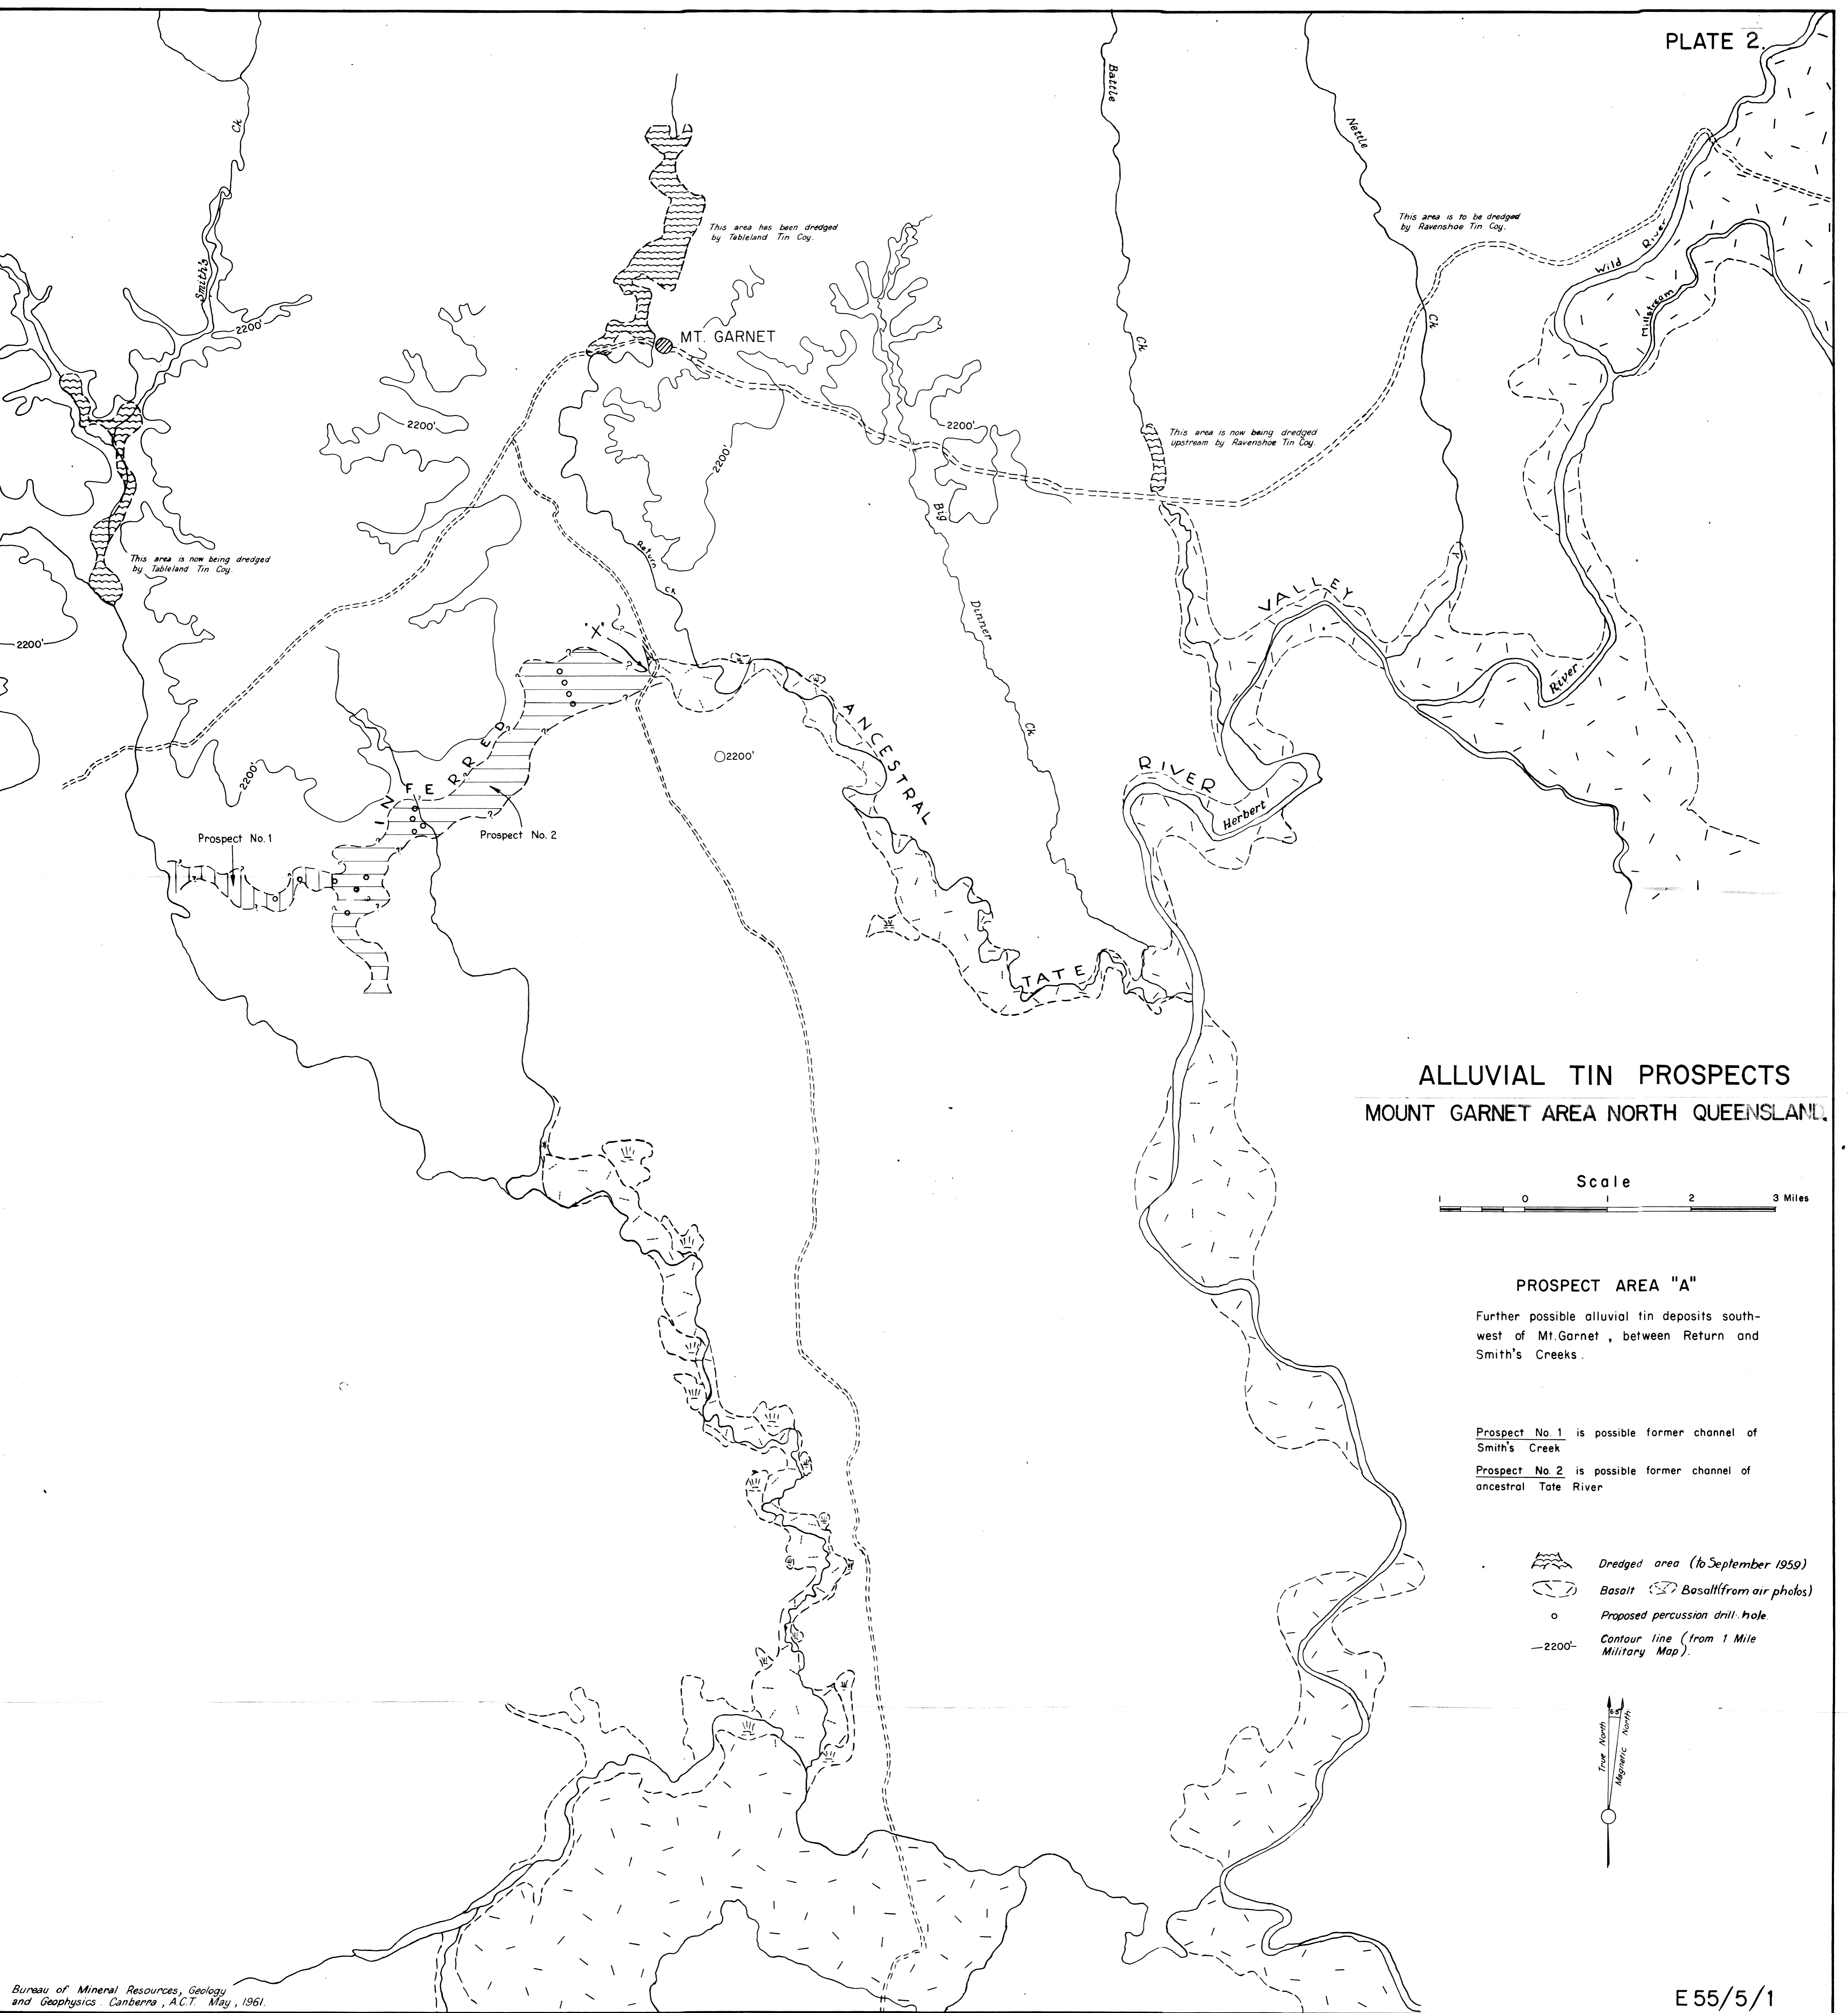 PLATE 2.
Battle
Ck
Nettle
Ck
Ck
Smith's
This area has been dredged
by Tableland Tin Coy.
This area is to be dredged
by Ravenshoe Tin Coy.
Wild River
Millstream
2200'
MT. GARNET
2200'
2200'
2200'
This area is now being dredged
upstream by Ravenshoe Tin Coy.
Big
Dinner
Ck
Return
Ck
This area is now being dredged
by Tableland Tin Coy.
2200'
"X"
VALLEY
River
INFERRED
ANCESTRAL
2200'
2200'
RIVER
Herbert
Prospect No. 1
Prospect No. 2
TATE
ALLUVIAL TIN PROSPECTS
MOUNT GARNET AREA NORTH QUEENSLAND.
Scale
1 0 1 2 3 Miles
PROSPECT AREA "A"
Further possible alluvial tin deposits south-
west of Mt.Garnet , between Return and
Smith's Creeks.
Prospect No. 1 is possible former channel of
Smith's Creek
Prospect No. 2 is possible former channel of
ancestral Tate River
Dredged area (to September 1959)
Basalt Basalt(from air photos)
Proposed percussion drill hole.
2200' Contour line (from 1 Mile
Military Map).
True North
Magnetic North
Bureau of Mineral Resources, Geology
and Geophysics. Canberra, A.C.T. May, 1961.
E 55/5/1